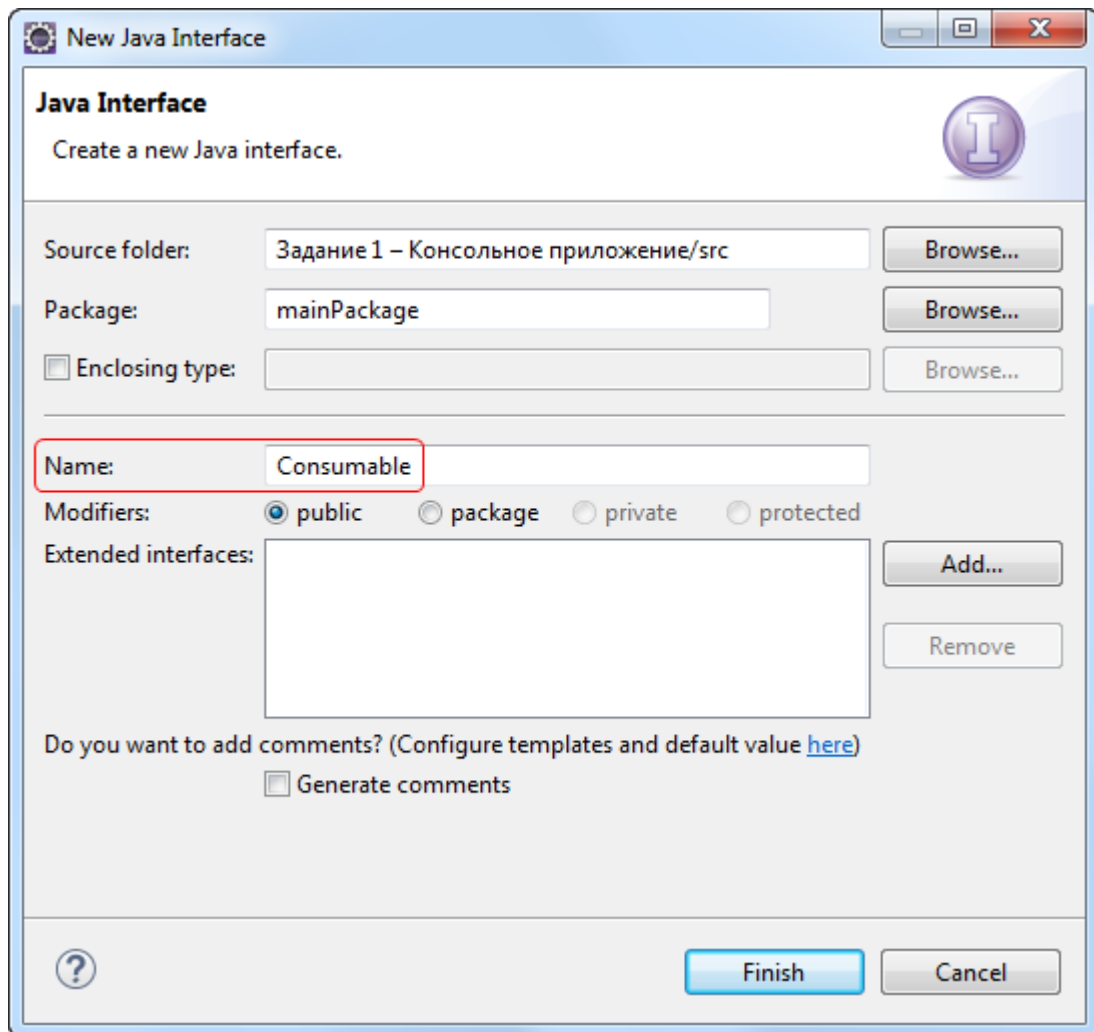 New Java Interface
Java Interface
Create a new Java interface.
Source folder: Задание 1 – Консольное приложение/src Browse...
Package: mainPackage Browse...
Enclosing type: Browse...
Name: Consumable
Modifiers: public package private protected
Extended interfaces: Add...
Remove
Do you want to add comments? (Configure templates and default value here)
Generate comments
? Finish Cancel